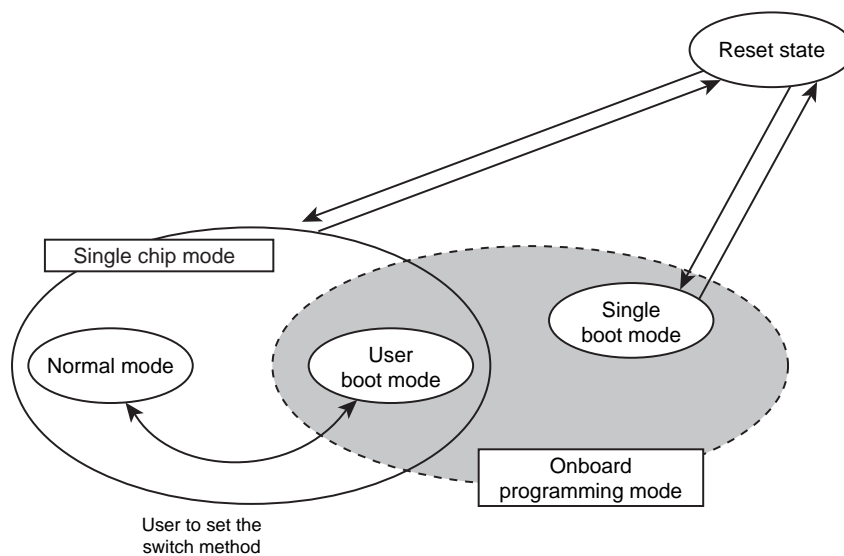 Reset state
Single chip mode
Single
boot mode
Normal mode
User
boot mode
Onboard
programming mode
User to set the
switch method